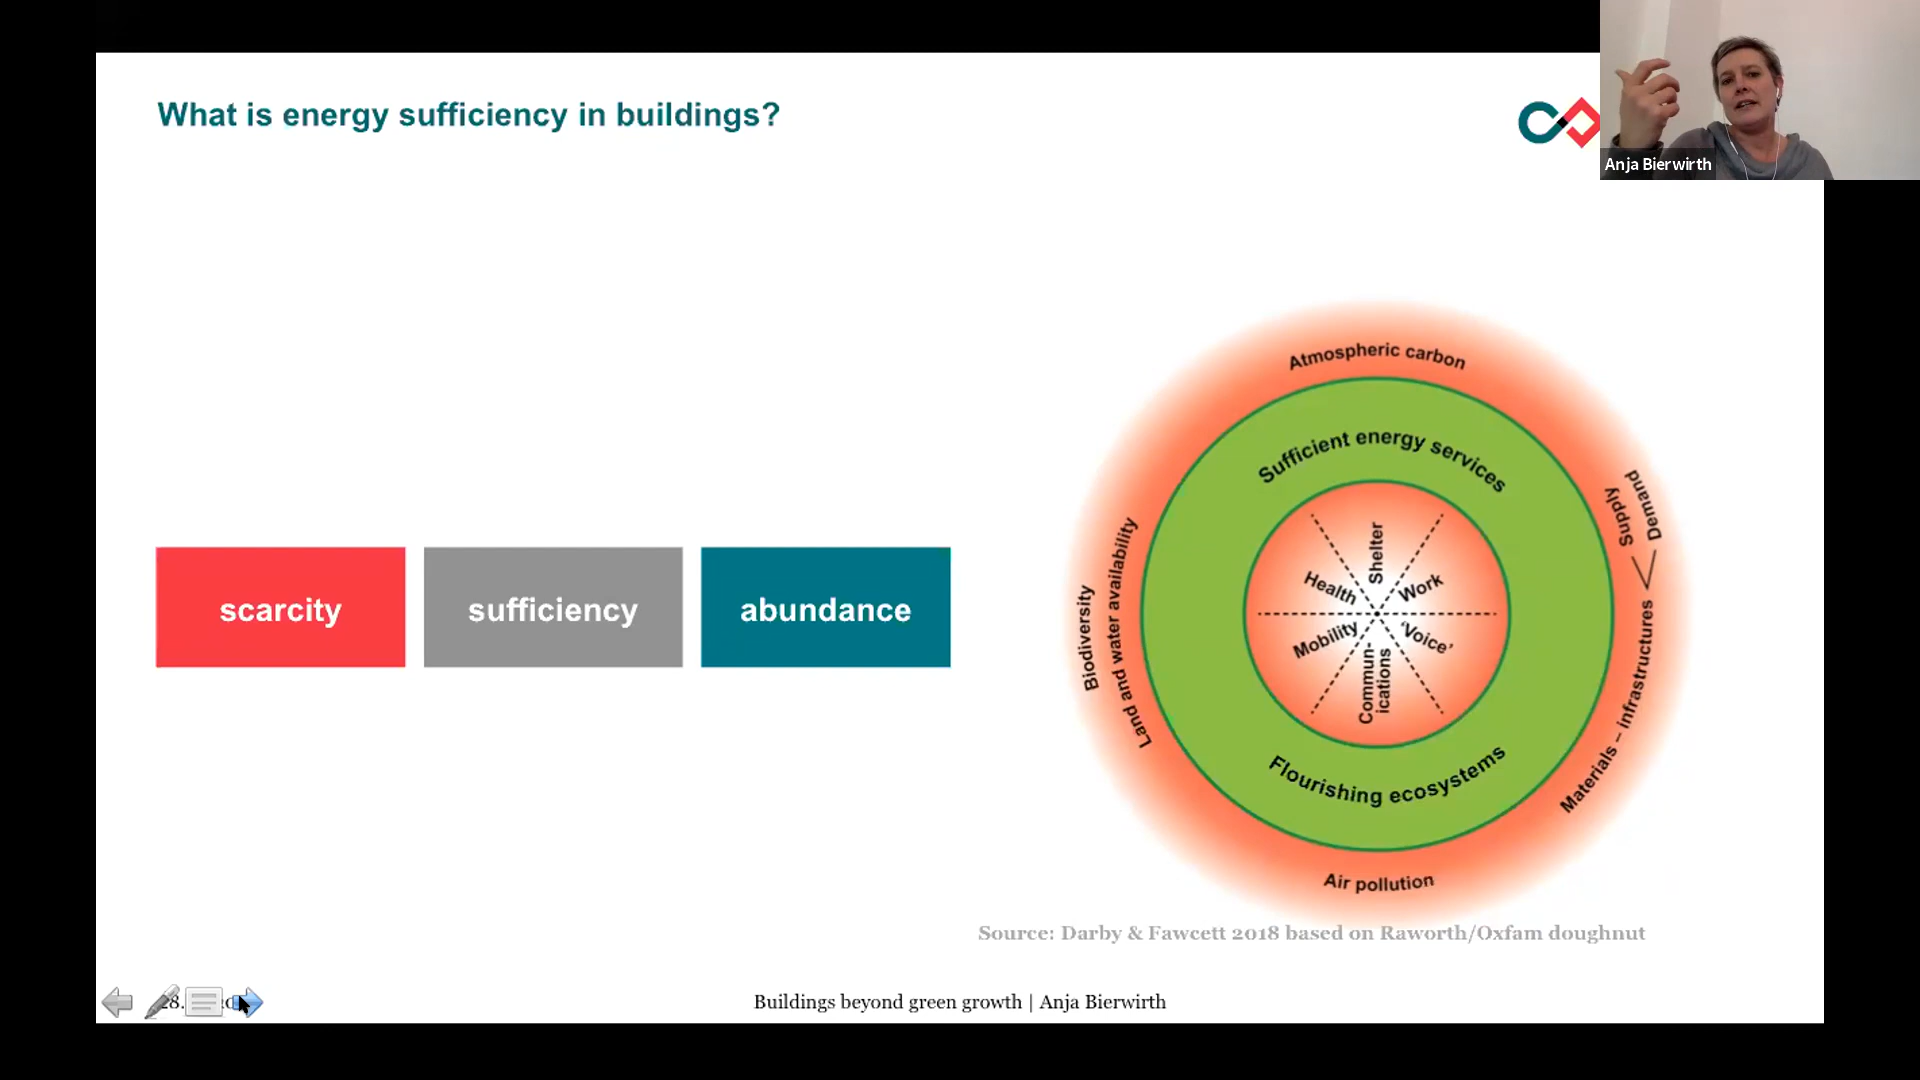 What is energy sufficiency in buildings?
Anja Bierwirth
scarcity
sufficiency
abundance
Atmospheric carbon
Sufficient energy services
Supply
Demand
Biodiversity
Land and water availability
Shelter
Health
Work
Mobility
'Voice'
Commun-
ications
Materials – infrastructures
Flourishing ecosystems
Air pollution
Source: Darby & Fawcett 2018 based on Raworth/Oxfam doughnut
Buildings beyond green growth | Anja Bierwirth